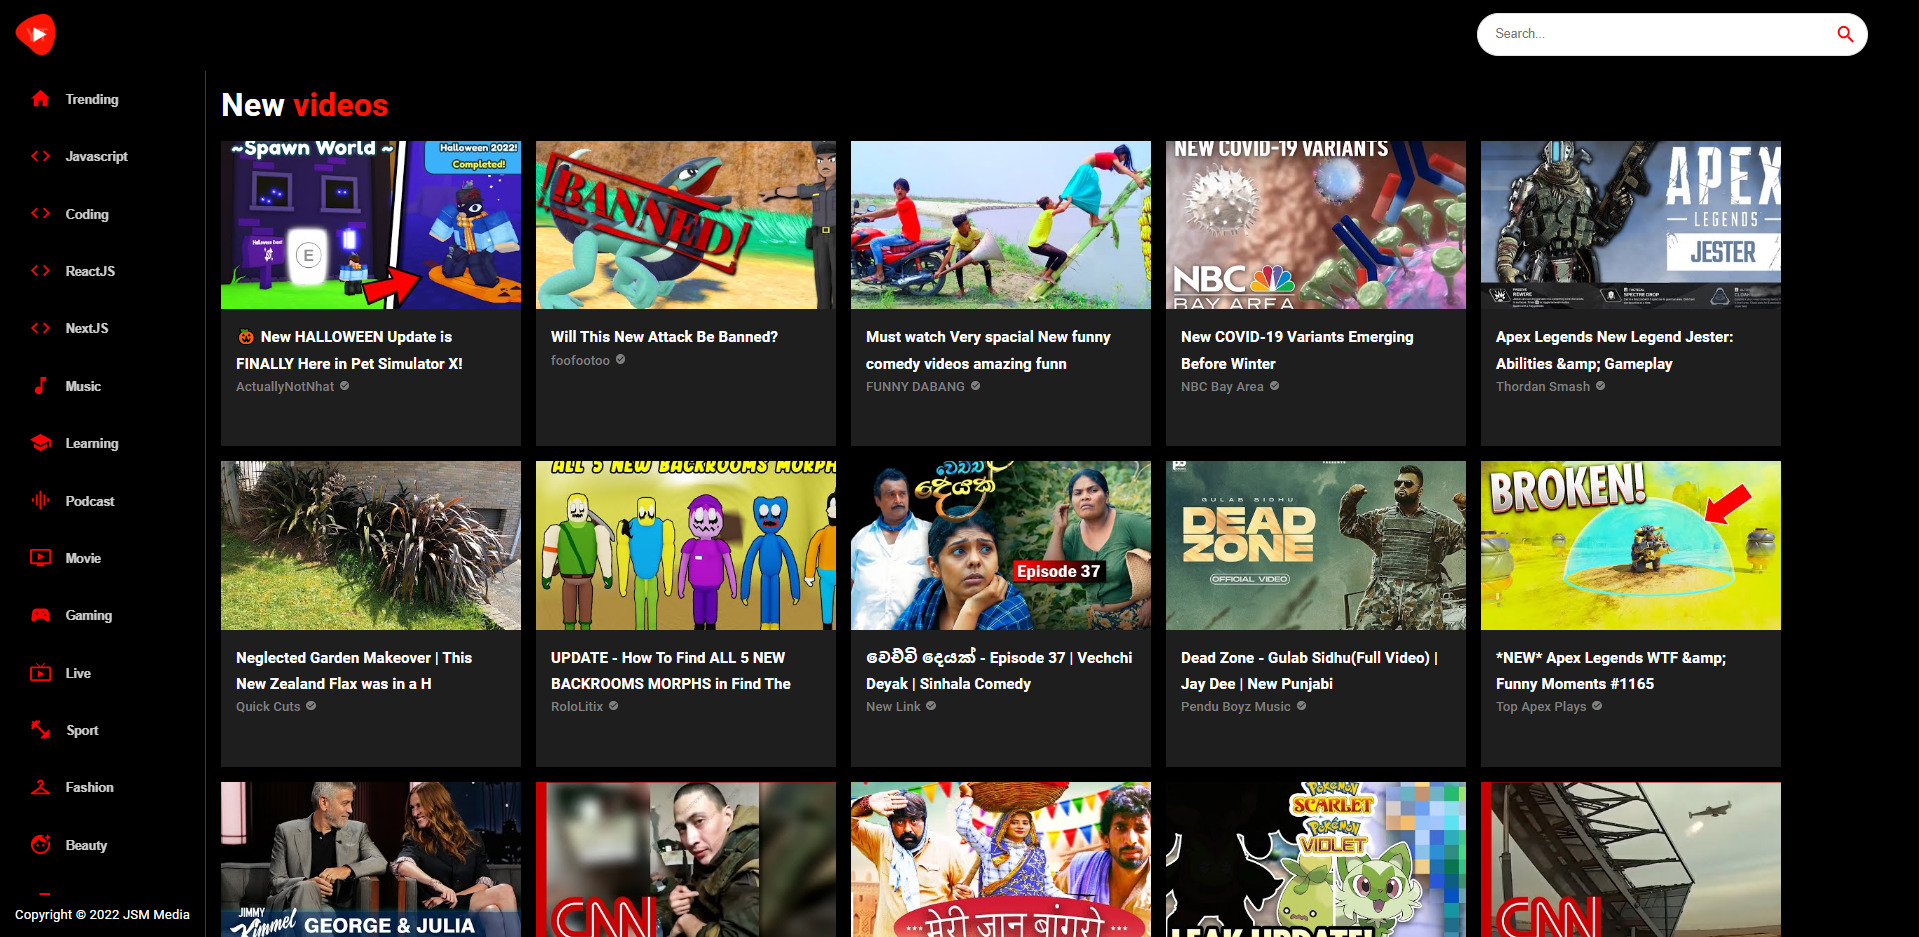 Search...
Trending
Javascript
Coding
ReactJS
NextJS
Music
Learning
Podcast
Movie
Gaming
Live
Sport
Fashion
Beauty
Copyright © 2022 JSM Media
New videos
~Spawn World ~
Halloween 2022!
Completed!
Halloween Event
E
🎃 New HALLOWEEN Update is
FINALLY Here in Pet Simulator X!
ActuallyNotNhat
BANNED!
Will This New Attack Be Banned?
foofootoo
Must watch Very spacial New funny
comedy videos amazing funn
FUNNY DABANG
NEW COVID-19 VARIANTS
NBC
BAY AREA
New COVID-19 Variants Emerging
Before Winter
NBC Bay Area
APEX
LEGENDS
JESTER
Apex Legends New Legend Jester:
Abilities &amp; Gameplay
Thordan Smash
Neglected Garden Makeover | This
New Zealand Flax was in a H
Quick Cuts
ALL 5 NEW BACKROOMS MORPH
UPDATE - How To Find ALL 5 NEW
BACKROOMS MORPHS in Find The
RoloLitix
වෙච්චි
දෙයක්
Episode 37
වෙච්චි දෙයක් - Episode 37 | Vechchi
Deyak | Sinhala Comedy
New Link
PRESENTS
GULAB SIDHU
DEAD
ZONE
OFFICIAL VIDEO
Dead Zone - Gulab Sidhu(Full Video) |
Jay Dee | New Punjabi
Pendu Boyz Music
BROKEN!
*NEW* Apex Legends WTF &amp;
Funny Moments #1165
Top Apex Plays
JIMMY
Kimmel
GEORGE & JULIA
CNN
मेरी जान बांगरो
POKéMON
SCARLET
POKéMON
VIOLET
LEAK UPDATE!
CNN